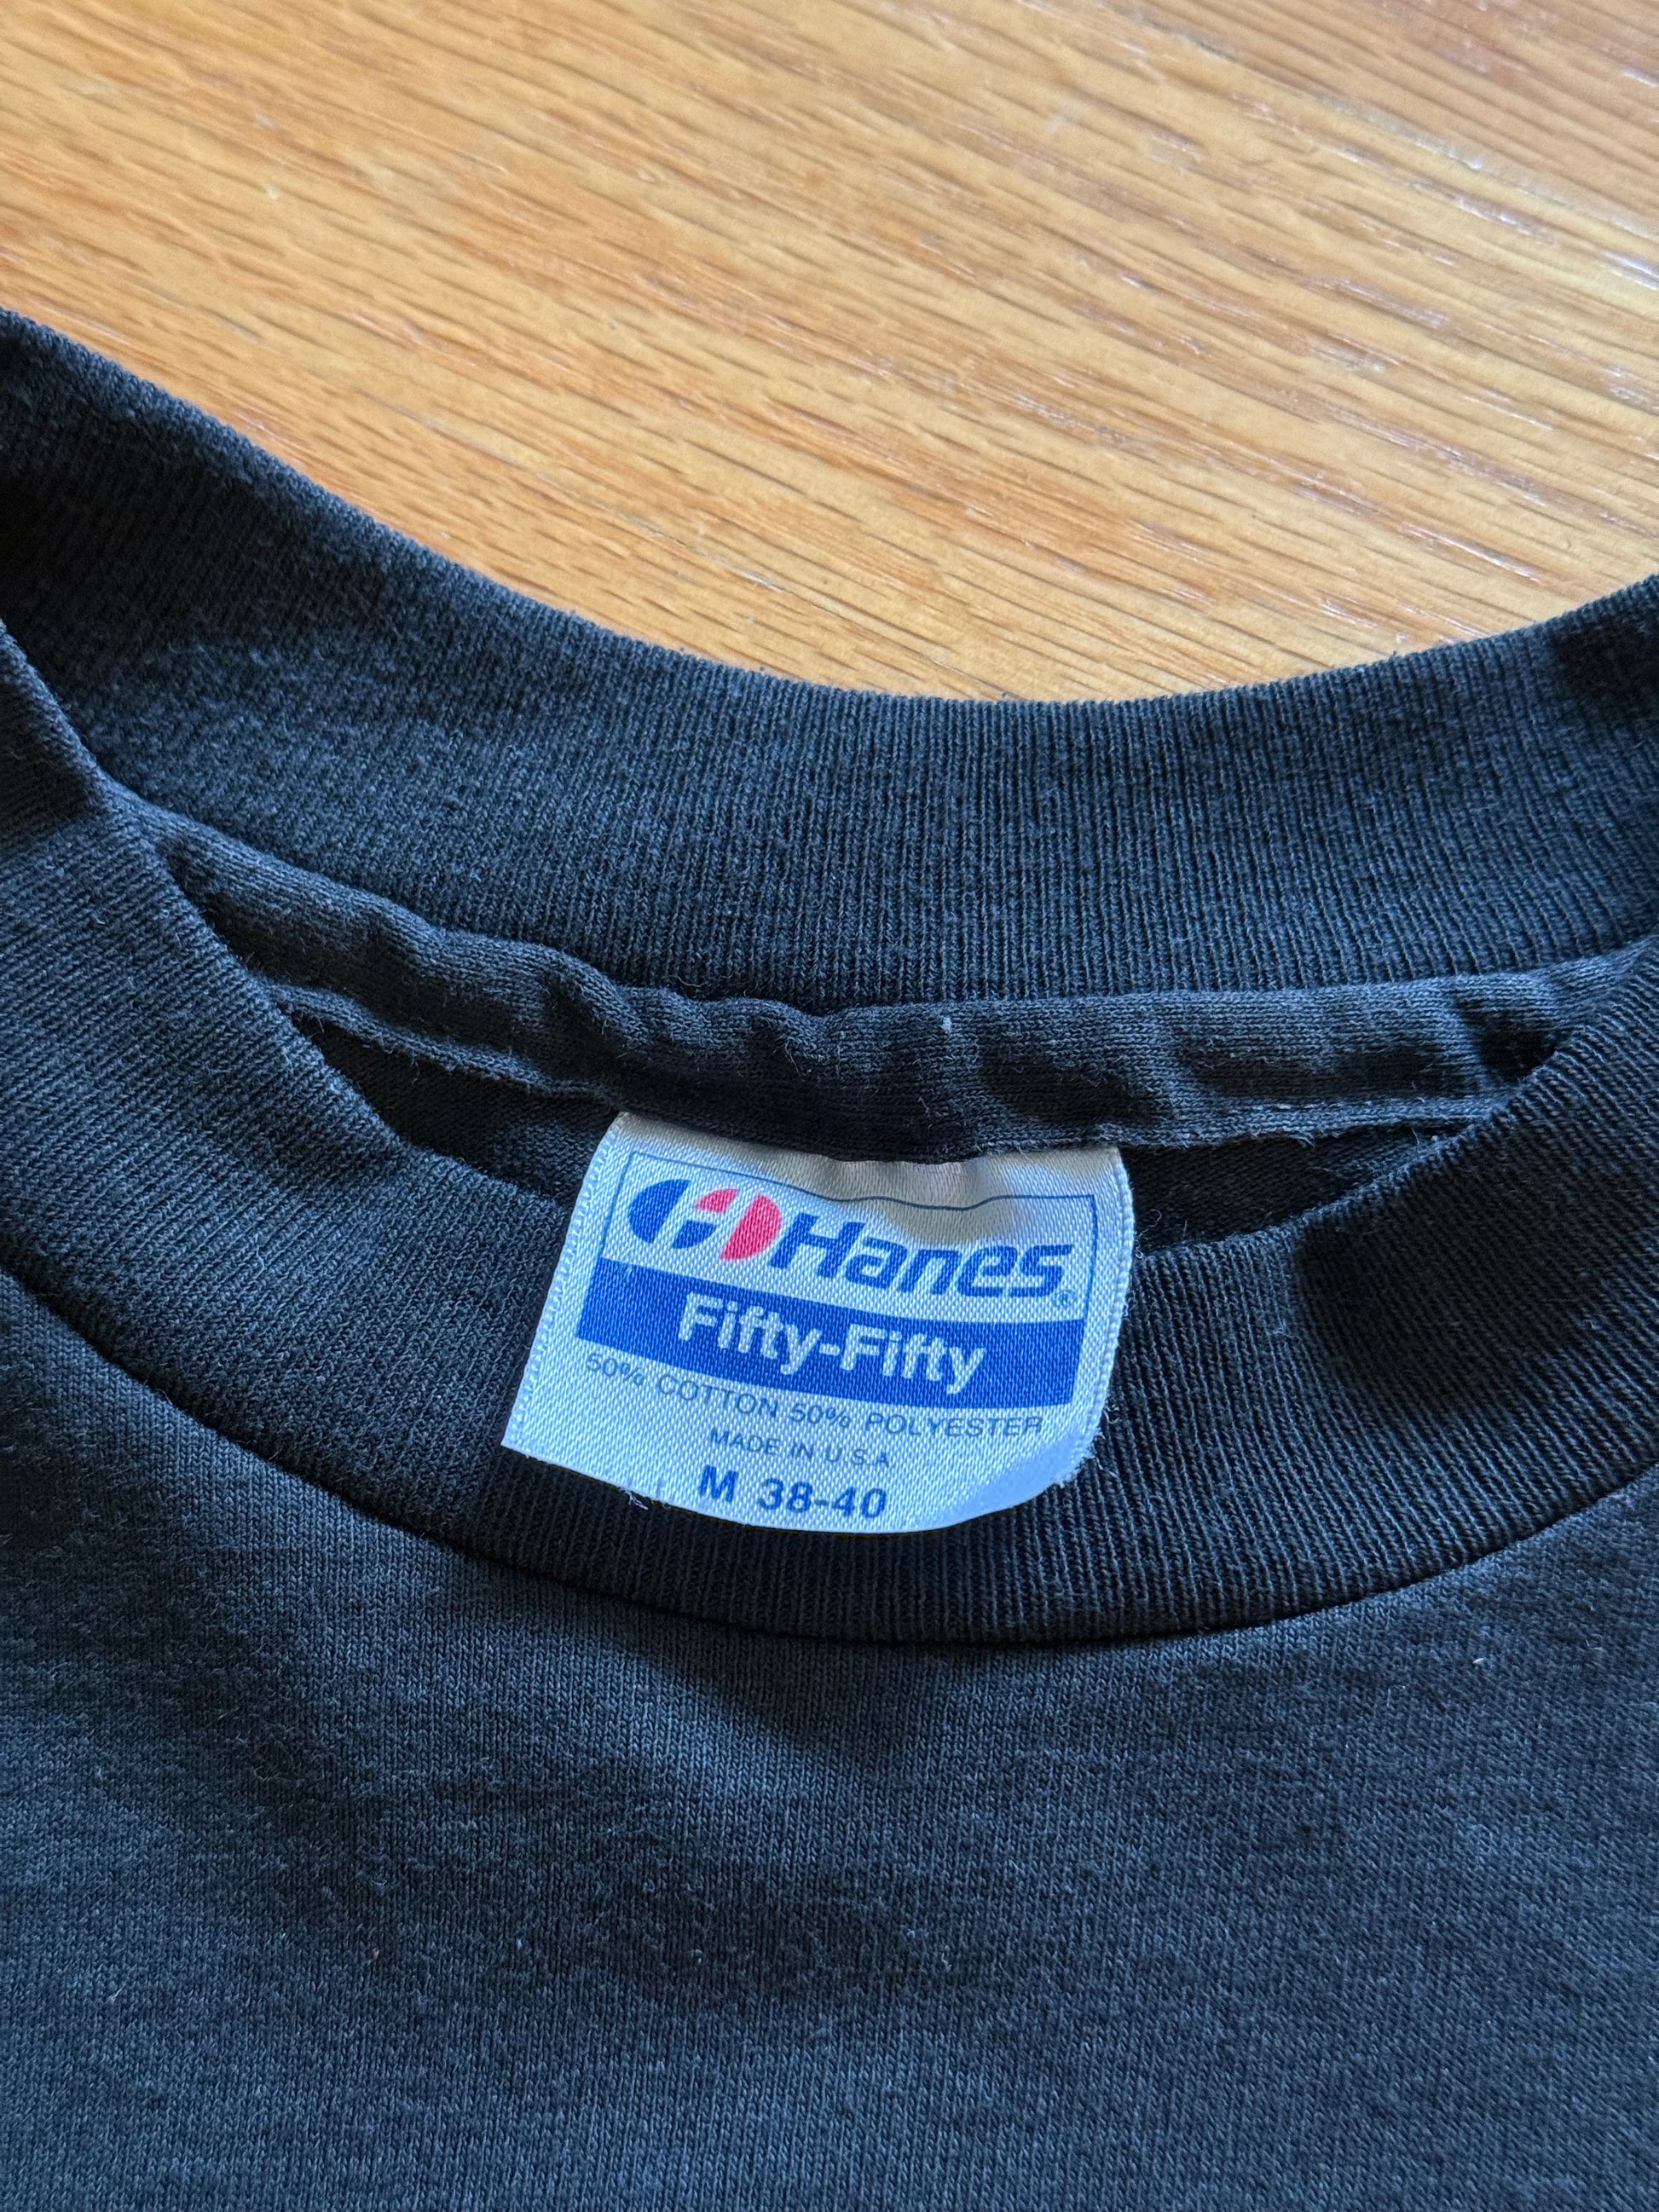 Hanes®
Fifty-Fifty
50% COTTON 50% POLYESTER
MADE IN U.S.A
M 38-40